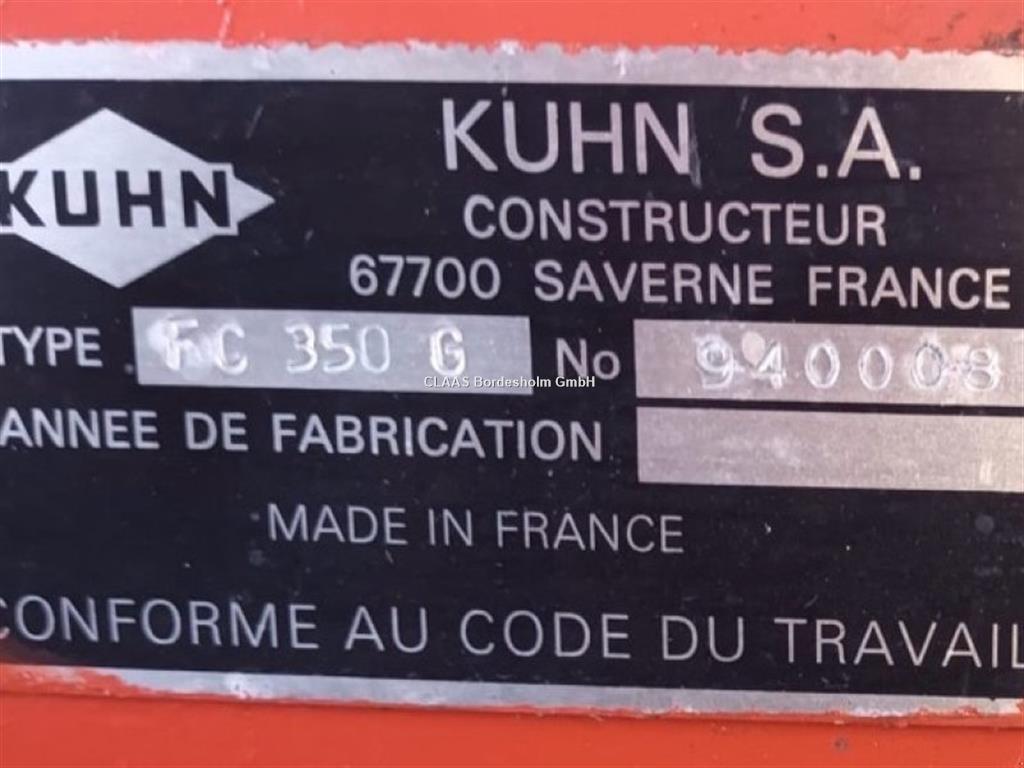 KUHN
KUHN S.A.
CONSTRUCTEUR
67700 SAVERNE FRANCE
TYPE FC 350 G No 940008
CLAAS Bordesholm GmbH
ANNEE DE FABRICATION
MADE IN FRANCE
CONFORME AU CODE DU TRAVAIL